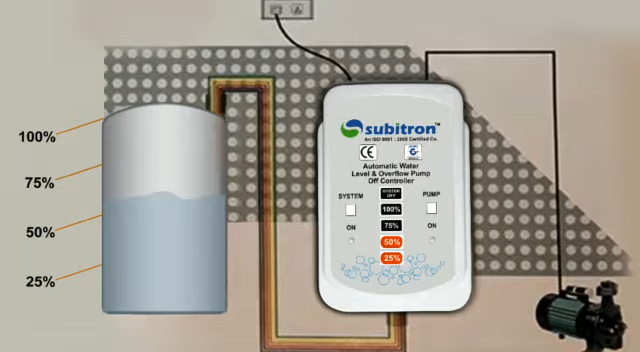 100%
75%
50%
25%
subitron™
An ISO 9001 : 2008 Certified Co.
CE
Automatic Water
Level & Overflow Pump
Off Controller
SYSTEM
OFF
SYSTEM
PUMP
100%
75%
ON
ON
50%
25%